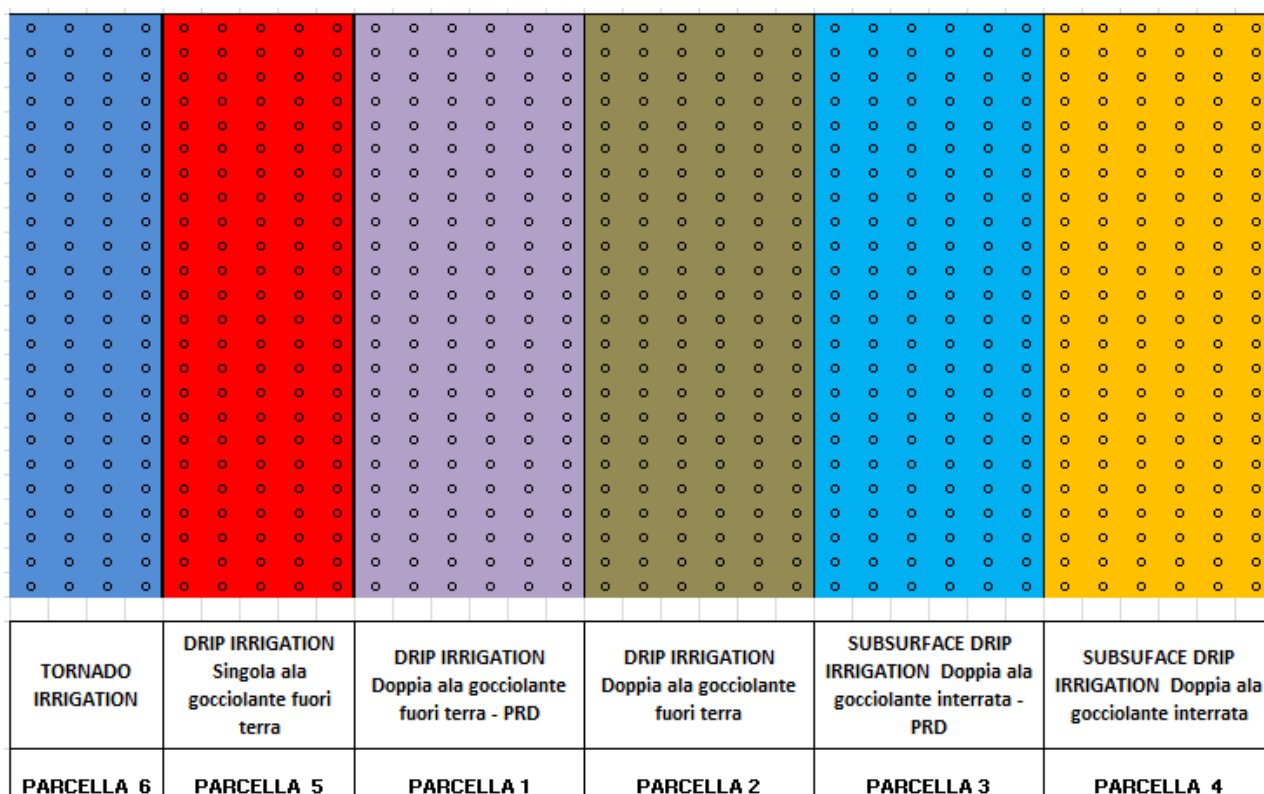 TORNADO
IRRIGATION
DRIP IRRIGATION
Singola ala
gocciolante fuori
terra
DRIP IRRIGATION
Doppia ala gocciolante
fuori terra - PRD
DRIP IRRIGATION
Doppia ala gocciolante
fuori terra
SUBSURFACE DRIP
IRRIGATION Doppia ala
gocciolante interrata -
PRD
SUBSUFACE DRIP
IRRIGATION Doppia ala
gocciolante interrata
PARCELLA 6
PARCELLA 5
PARCELLA 1
PARCELLA 2
PARCELLA 3
PARCELLA 4